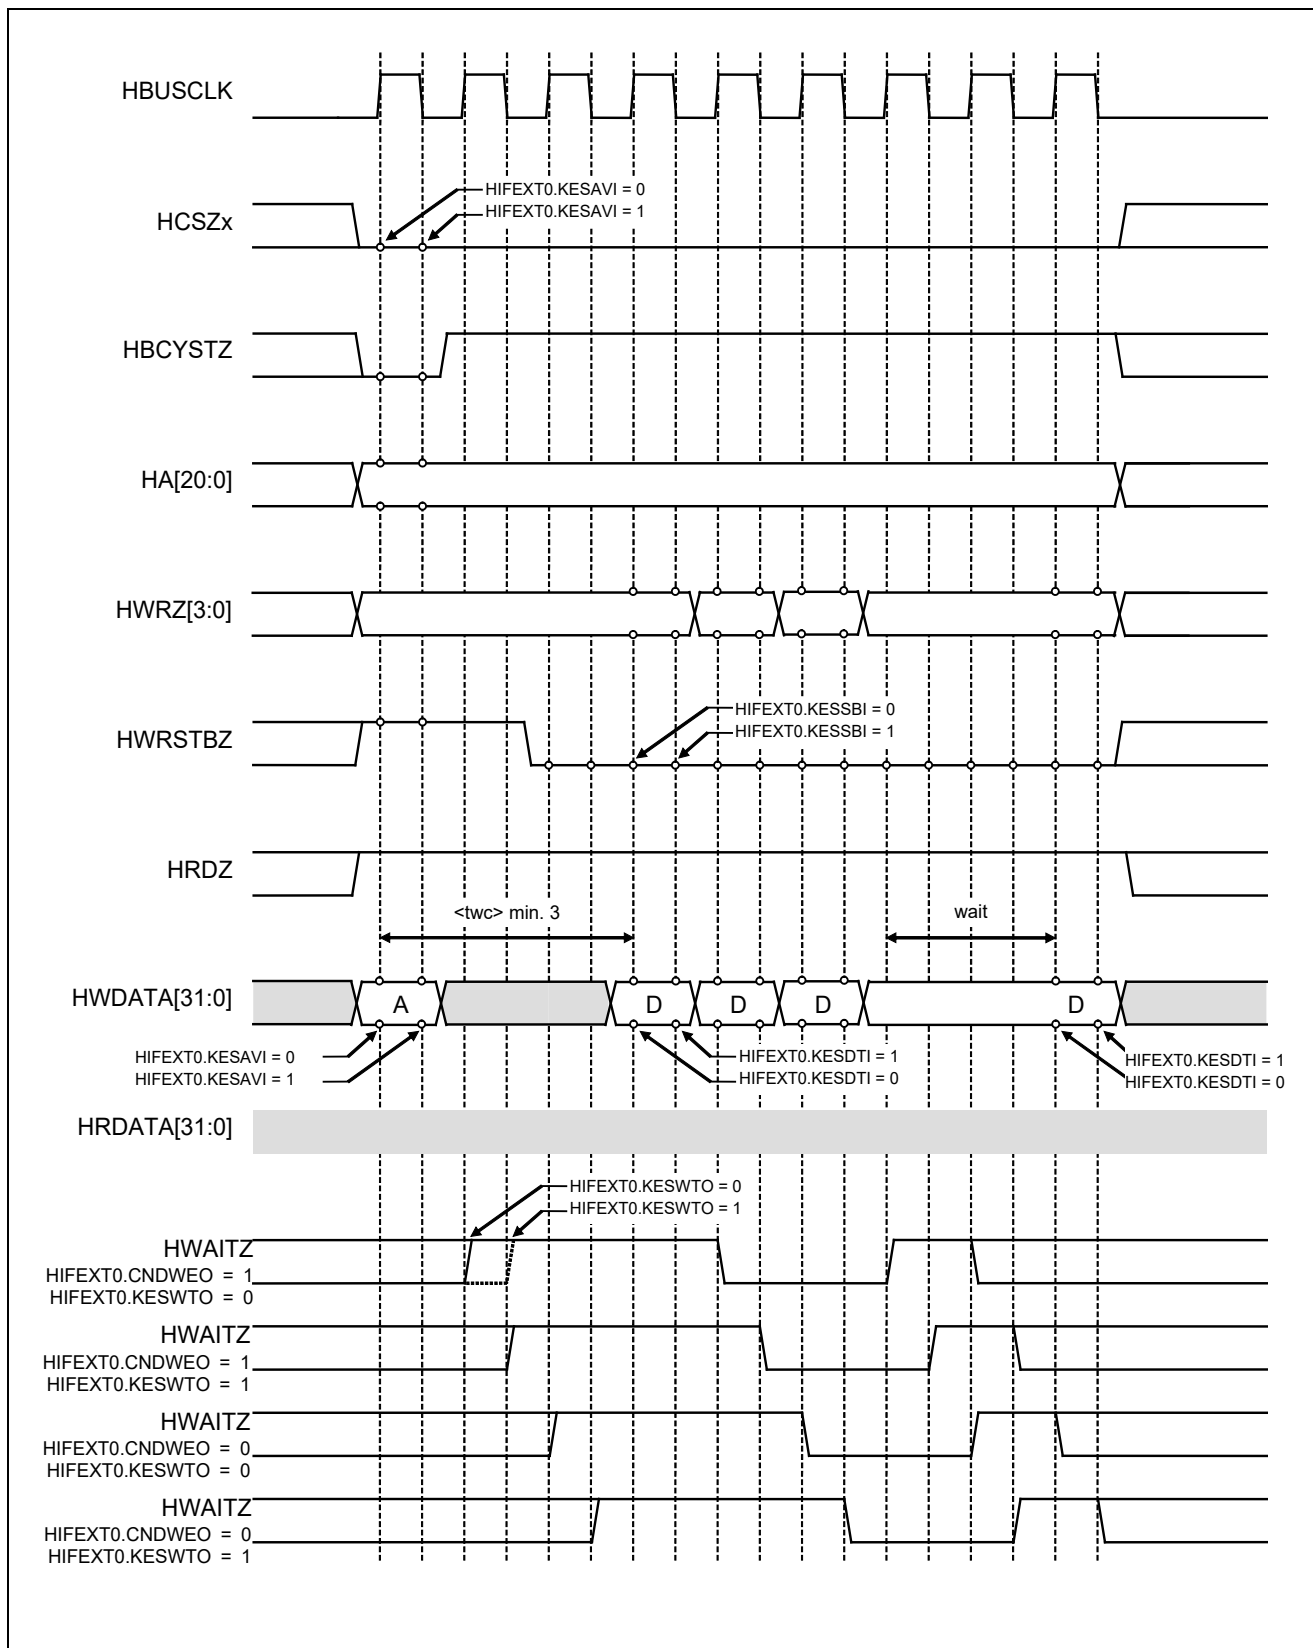 HBUSCLK
HIFEXT0.KESAVI = 0
HIFEXT0.KESAVI = 1
HCSZx
HBCYSTZ
HA[20:0]
HWRZ[3:0]
HIFEXT0.KESSBI = 0
HIFEXT0.KESSBI = 1
HWRSTBZ
HRDZ
<twc> min. 3
wait
HWDATA[31:0]
A
D
D
D
D
HIFEXT0.KESAVI = 0
HIFEXT0.KESAVI = 1
HIFEXT0.KESDTI = 1
HIFEXT0.KESDTI = 0
HIFEXT0.KESDTI = 1
HIFEXT0.KESDTI = 0
HRDATA[31:0]
HIFEXT0.KESWTO = 0
HIFEXT0.KESWTO = 1
HWAITZ
HIFEXT0.CNDWEO = 1
HIFEXT0.KESWTO = 0
HWAITZ
HIFEXT0.CNDWEO = 1
HIFEXT0.KESWTO = 1
HWAITZ
HIFEXT0.CNDWEO = 0
HIFEXT0.KESWTO = 0
HWAITZ
HIFEXT0.CNDWEO = 0
HIFEXT0.KESWTO = 1